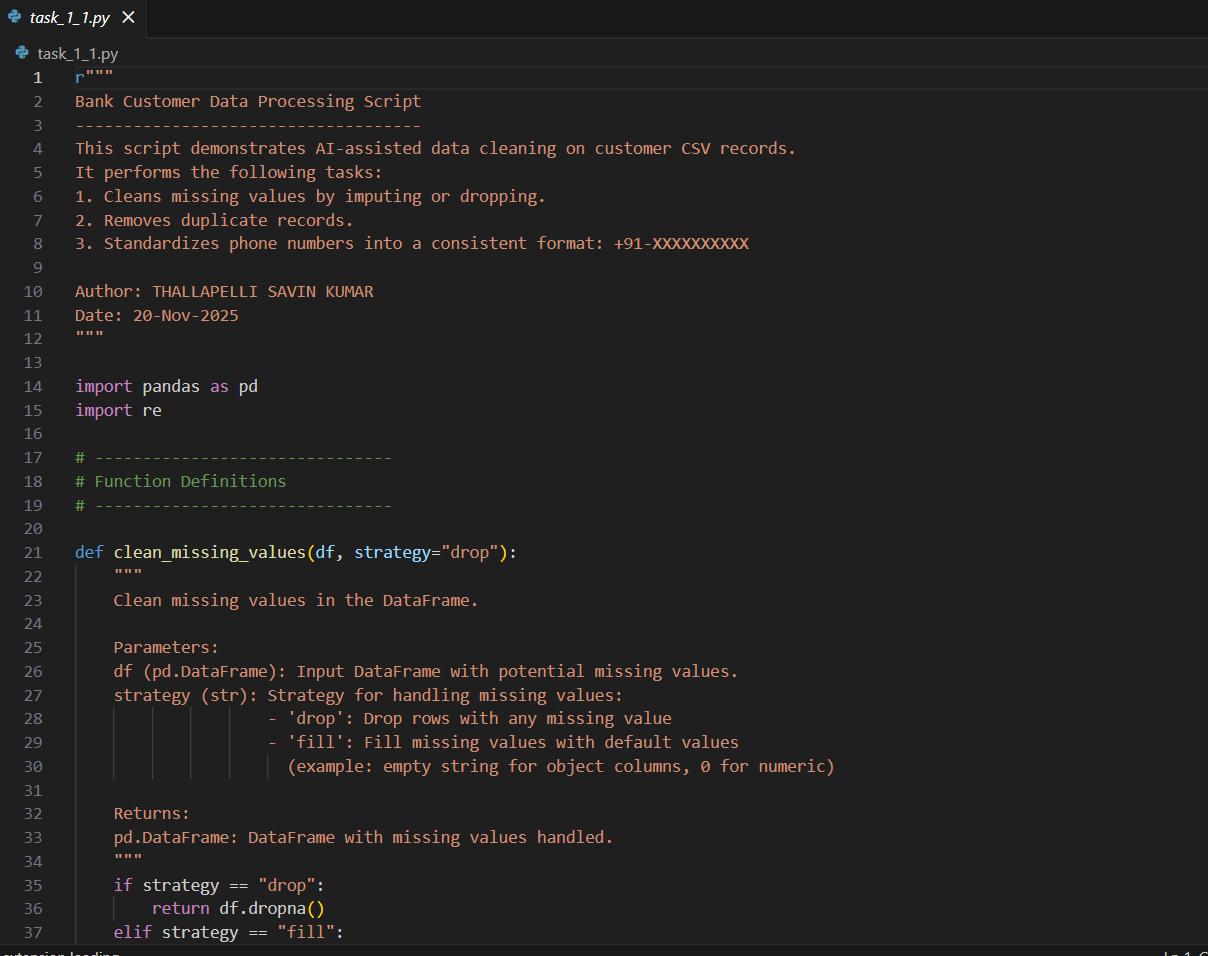 task_1_1.py ✕
task_1_1.py
1 r"""
2 Bank Customer Data Processing Script
3 ------------------------------------
4 This script demonstrates AI-assisted data cleaning on customer CSV records.
5 It performs the following tasks:
6 1. Cleans missing values by imputing or dropping.
7 2. Removes duplicate records.
8 3. Standardizes phone numbers into a consistent format: +91-XXXXXXXXXX
9
10 Author: THALLAPELLI SAVIN KUMAR
11 Date: 20-Nov-2025
12 """
13
14 import pandas as pd
15 import re
16
17 # -------------------------------
18 # Function Definitions
19 # -------------------------------
20
21 def clean_missing_values(df, strategy="drop"):
22     """
23     Clean missing values in the DataFrame.
24
25     Parameters:
26     df (pd.DataFrame): Input DataFrame with potential missing values.
27     strategy (str): Strategy for handling missing values:
28                     - 'drop': Drop rows with any missing value
29                     - 'fill': Fill missing values with default values
30                       (example: empty string for object columns, 0 for numeric)
31
32     Returns:
33     pd.DataFrame: DataFrame with missing values handled.
34     """
35     if strategy == "drop":
36         return df.dropna()
37     elif strategy == "fill":